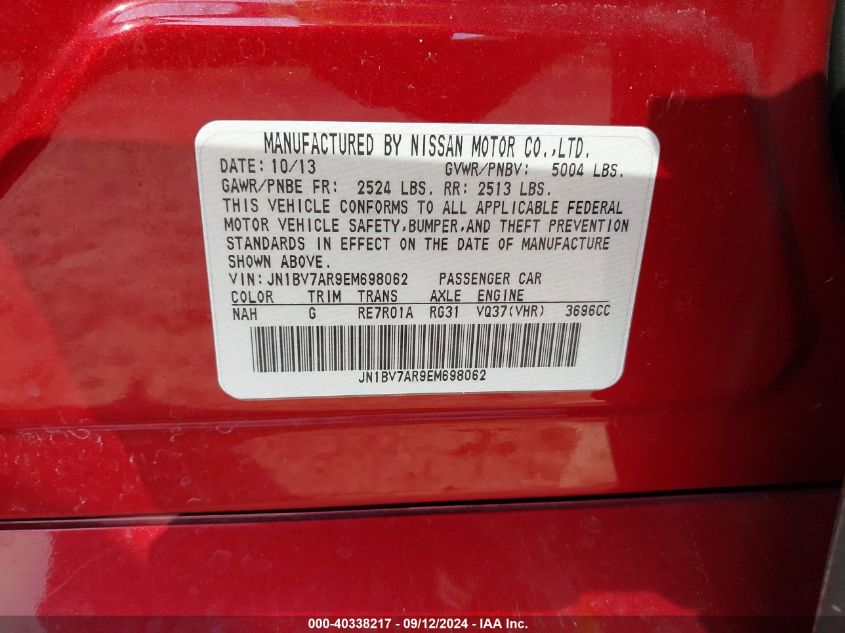 MANUFACTURED BY NISSAN MOTOR CO.,LTD.
DATE: 10/13 GVWR/PNBV: 5004 LBS.
GAWR/PNBE FR: 2524 LBS. RR: 2513 LBS.
THIS VEHICLE CONFORMS TO ALL APPLICABLE FEDERAL
MOTOR VEHICLE SAFETY,BUMPER,AND THEFT PREVENTION
STANDARDS IN EFFECT ON THE DATE OF MANUFACTURE
SHOWN ABOVE.
VIN: JN1BV7AR9EM698062 PASSENGER CAR
COLOR TRIM TRANS AXLE ENGINE
NAH G RE7R01A RG31 VQ37(VHR) 3696CC
JN1BV7AR9EM698062
000-40338217 - 09/12/2024 - IAA Inc.